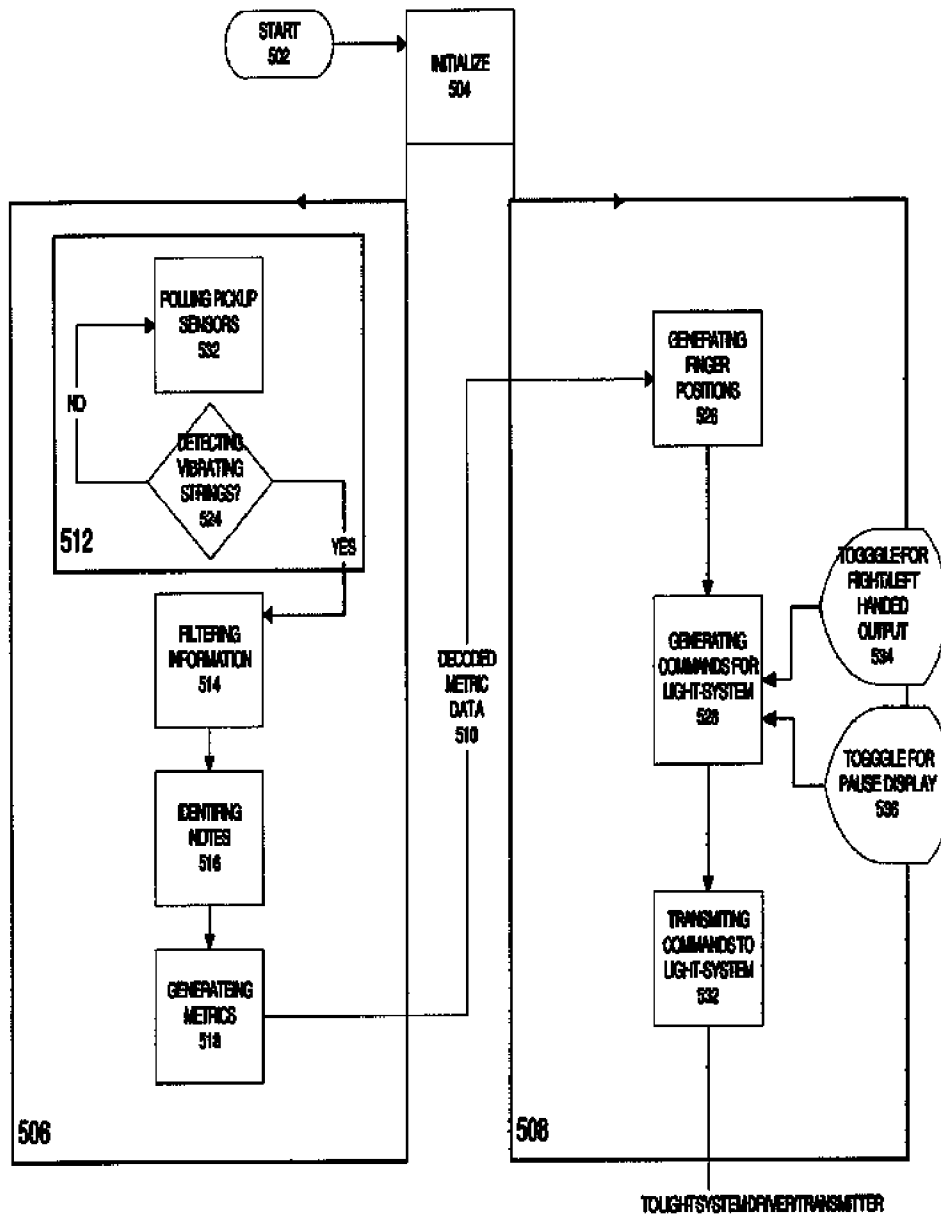 START
502
INITIALIZE
504
POLLING PICKUP
SENSORS
532
NO
DETECTING
VIBRATING
STRINGS?
524
512
YES
FILTERING
INFORMATION
514
IDENTIFING
NOTES
516
GENERATEING
METRICS
518
506
DECODED
METRIC
DATA
510
GENERATING
FINGER
POSITIONS
526
GENERATING
COMMANDS FOR
LIGHT-SYSTEM
528
TOGGGLE FOR
RIGHT/LEFT
HANDED
OUTPUT
534
TOGGGLE FOR
PAUSE DISPLAY
536
TRANSMITING
COMMANDS TO
LIGHT-SYSTEM
532
508
TO LIGHT SYSTEM DRIVER/TRANSMITTER